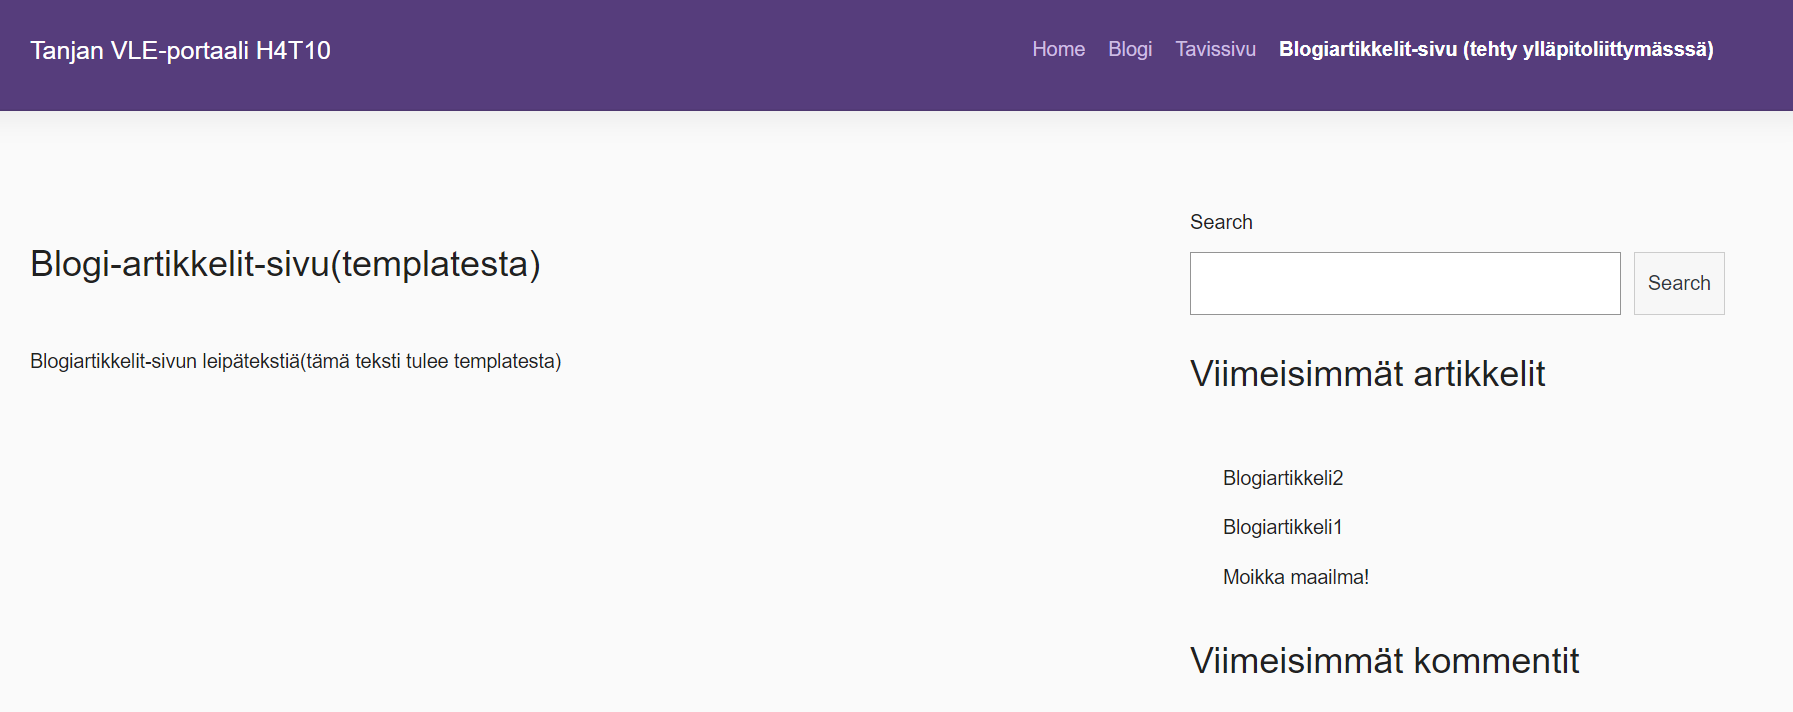 Tanjan VLE-portaali H4T10
Home Blogi Tavissivu Blogiartikkelit-sivu (tehty ylläpitoliittymässsä)
Blogi-artikkelit-sivu(templatesta)
Blogiartikkelit-sivun leipätekstiä(tämä teksti tulee templatesta)
Search
Search
Viimeisimmät artikkelit
Blogiartikkeli2
Blogiartikkeli1
Moikka maailma!
Viimeisimmät kommentit